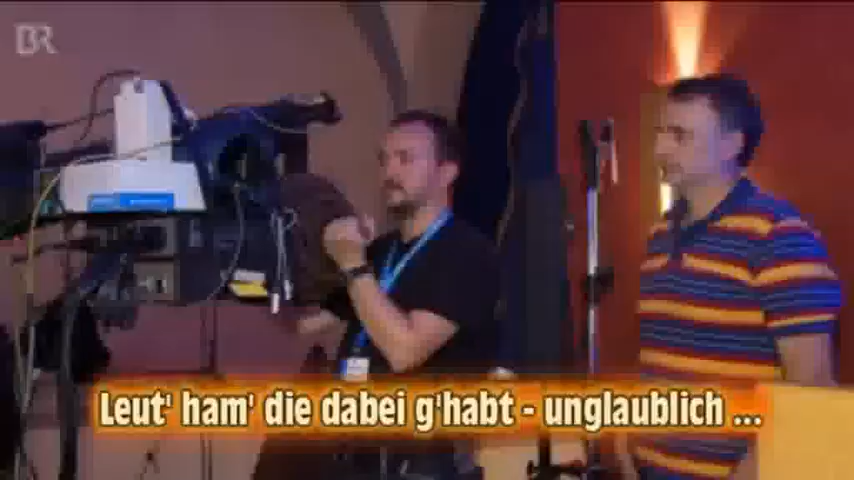 BR
Leut' ham' die dabei g'habt - unglaublich ...